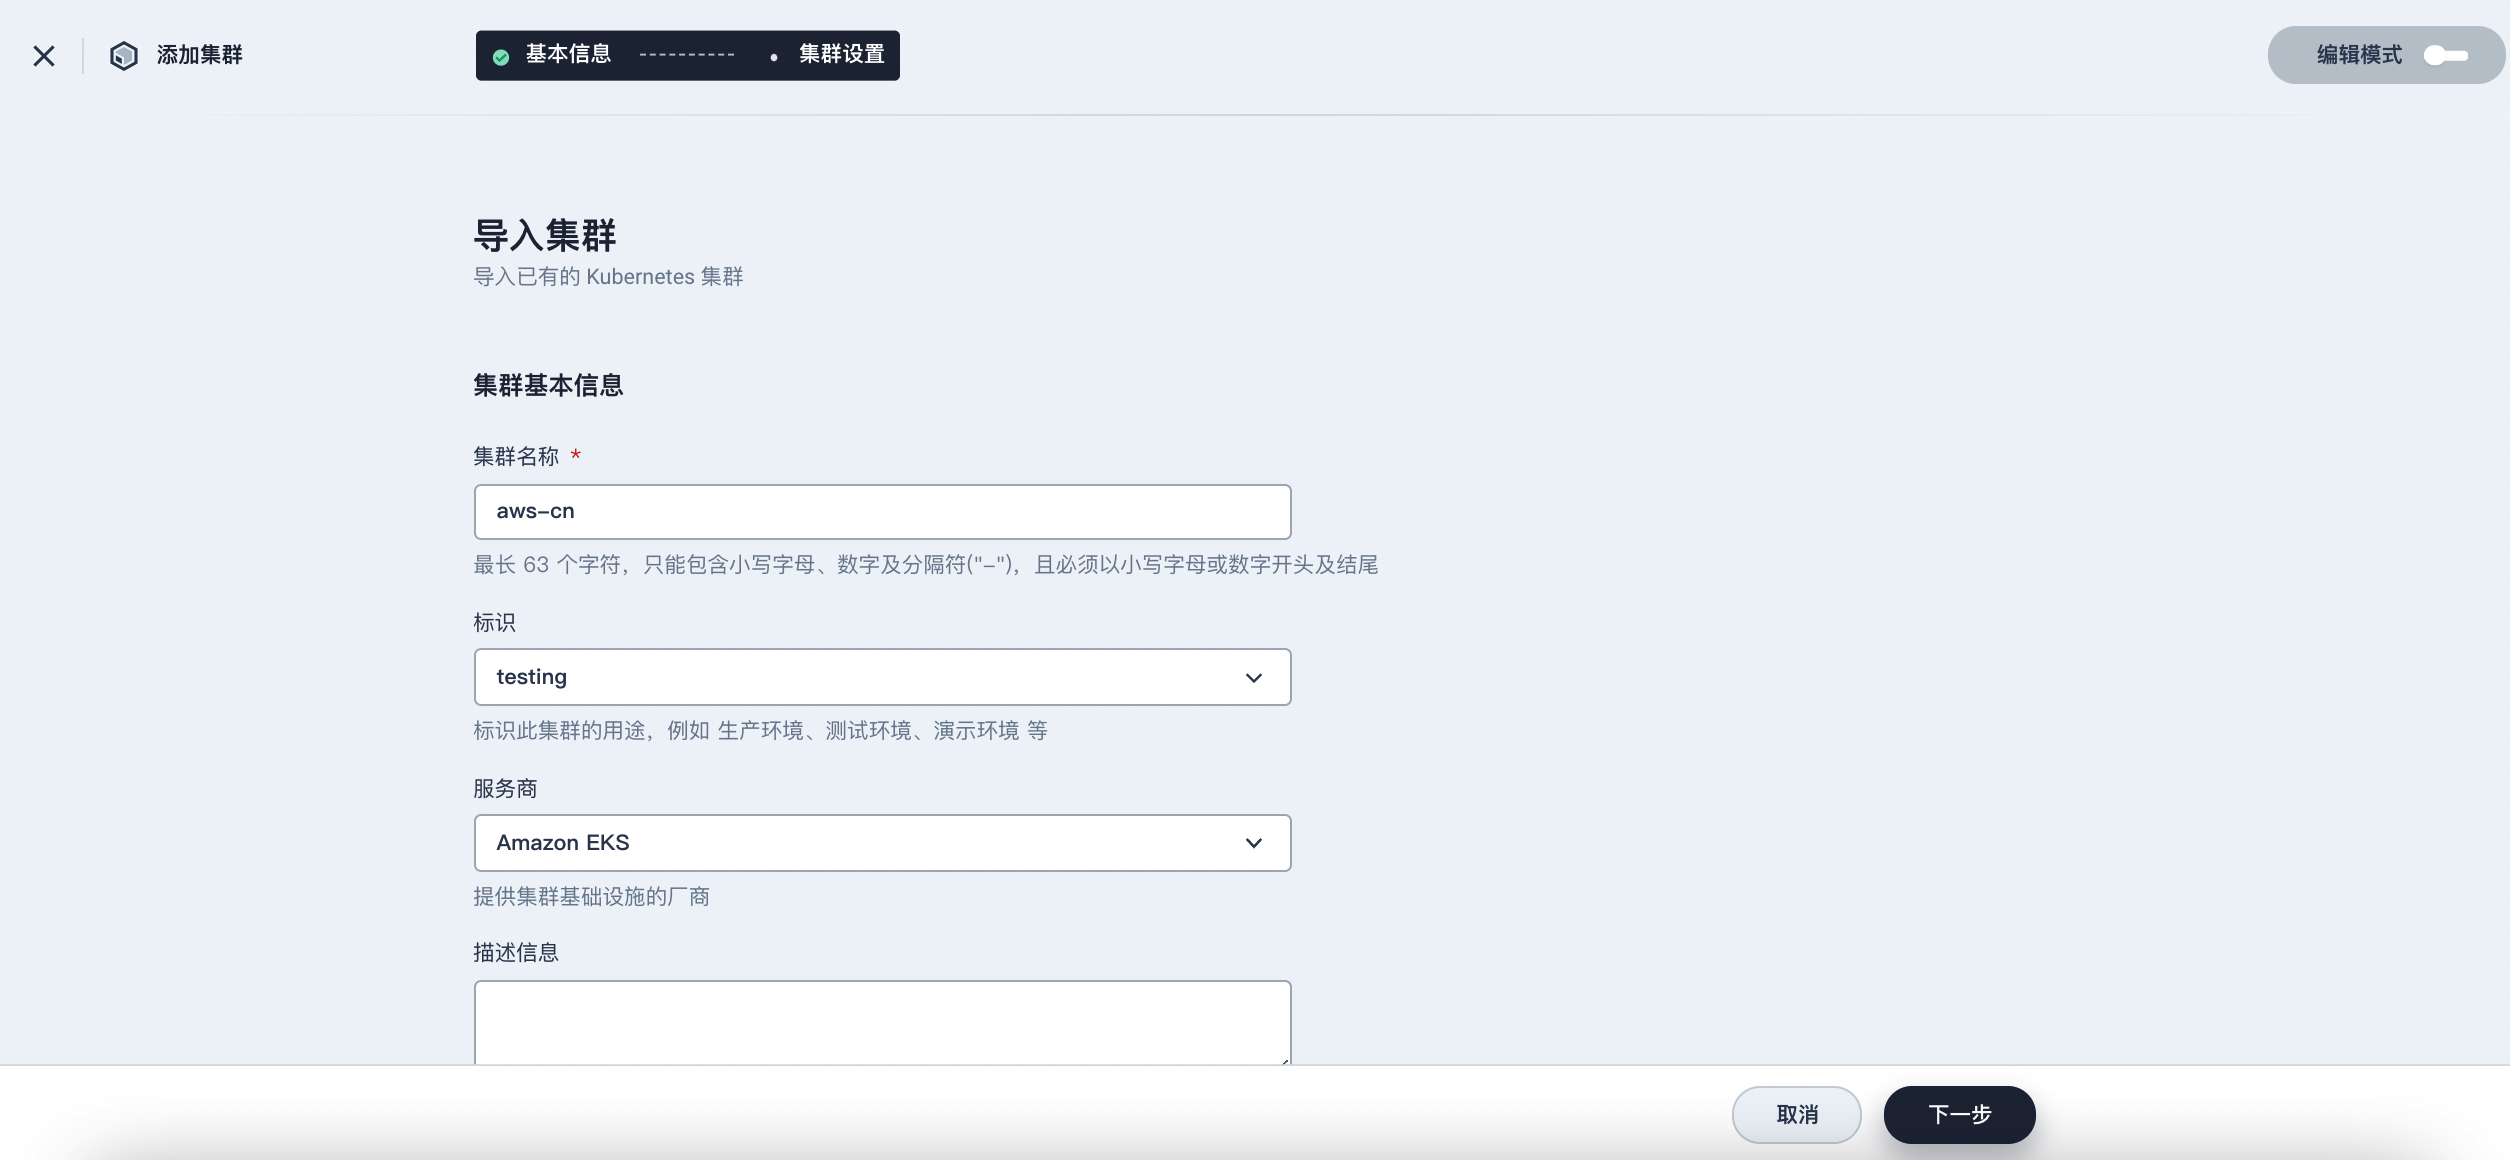 添加集群
基本信息 ---------- 集群设置
编辑模式
导入集群
导入已有的 Kubernetes 集群
集群基本信息
集群名称 *
aws-cn
最长 63 个字符，只能包含小写字母、数字及分隔符("-")，且必须以小写字母或数字开头及结尾
标识
testing
标识此集群的用途，例如 生产环境、测试环境、演示环境 等
服务商
Amazon EKS
提供集群基础设施的厂商
描述信息
取消
下一步